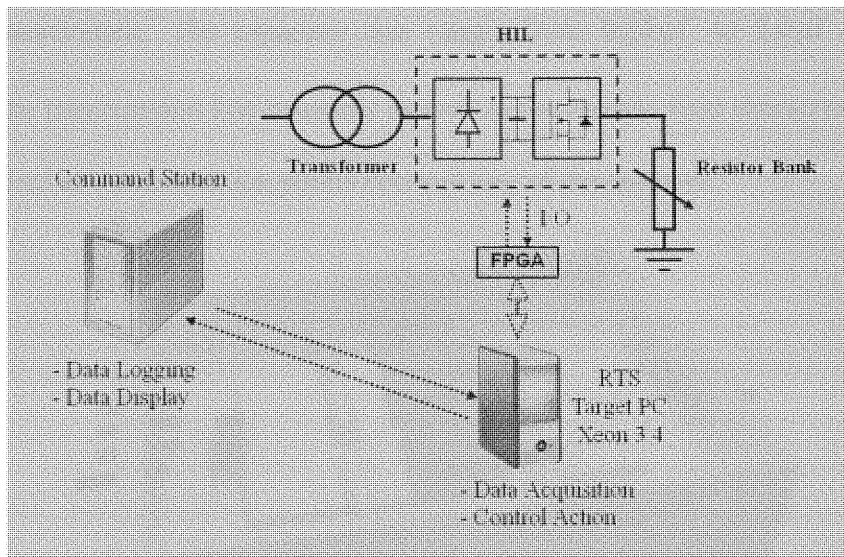 HIL
Transformer
Resistor Bank
Command Station
I/O
FPGA
- Data Logging
- Data Display
RTS
Target PC
Xeon 3.4
- Data Acquisition
- Control Action